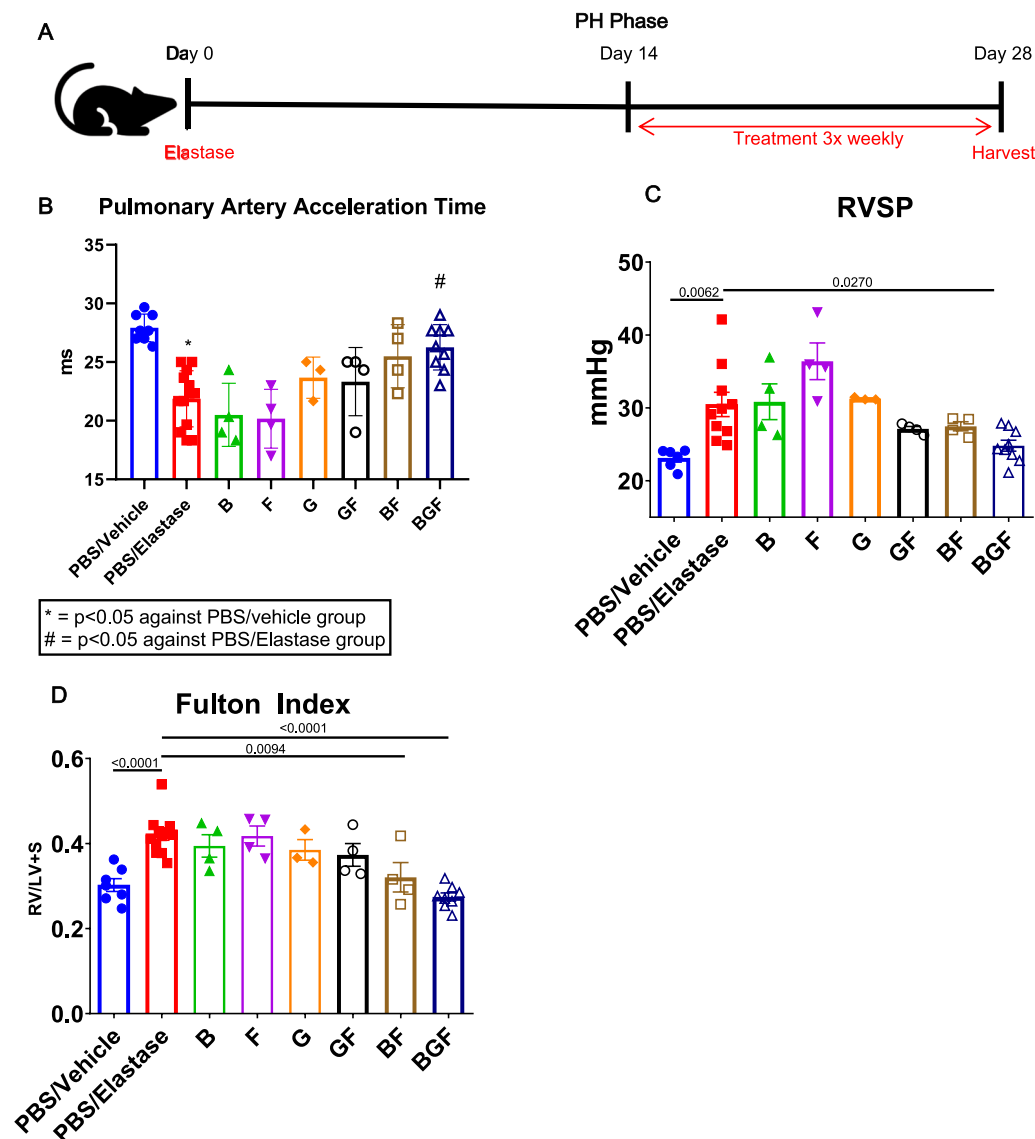 A
PH Phase
Day 0
Day 14
Day 28
Treatment 3x weekly
Elastase
Harvest
B
Pulmonary Artery Acceleration Time
35
30
25
20
15
ms
*
#
PBS/Vehicle
PBS/Elastase
B
F
G
GF
BF
BGF
* = p<0.05 against PBS/vehicle group
# = p<0.05 against PBS/Elastase group
C
RVSP
50
40
30
20
mmHg
0.0062
0.0270
PBS/Vehicle
PBS/Elastase
B
F
G
GF
BF
BGF
D
Fulton Index
<0.0001
0.0094
<0.0001
0.6
0.4
0.2
0.0
RV/LV+S
PBS/Vehicle
PBS/Elastase
B
F
G
GF
BF
BGF